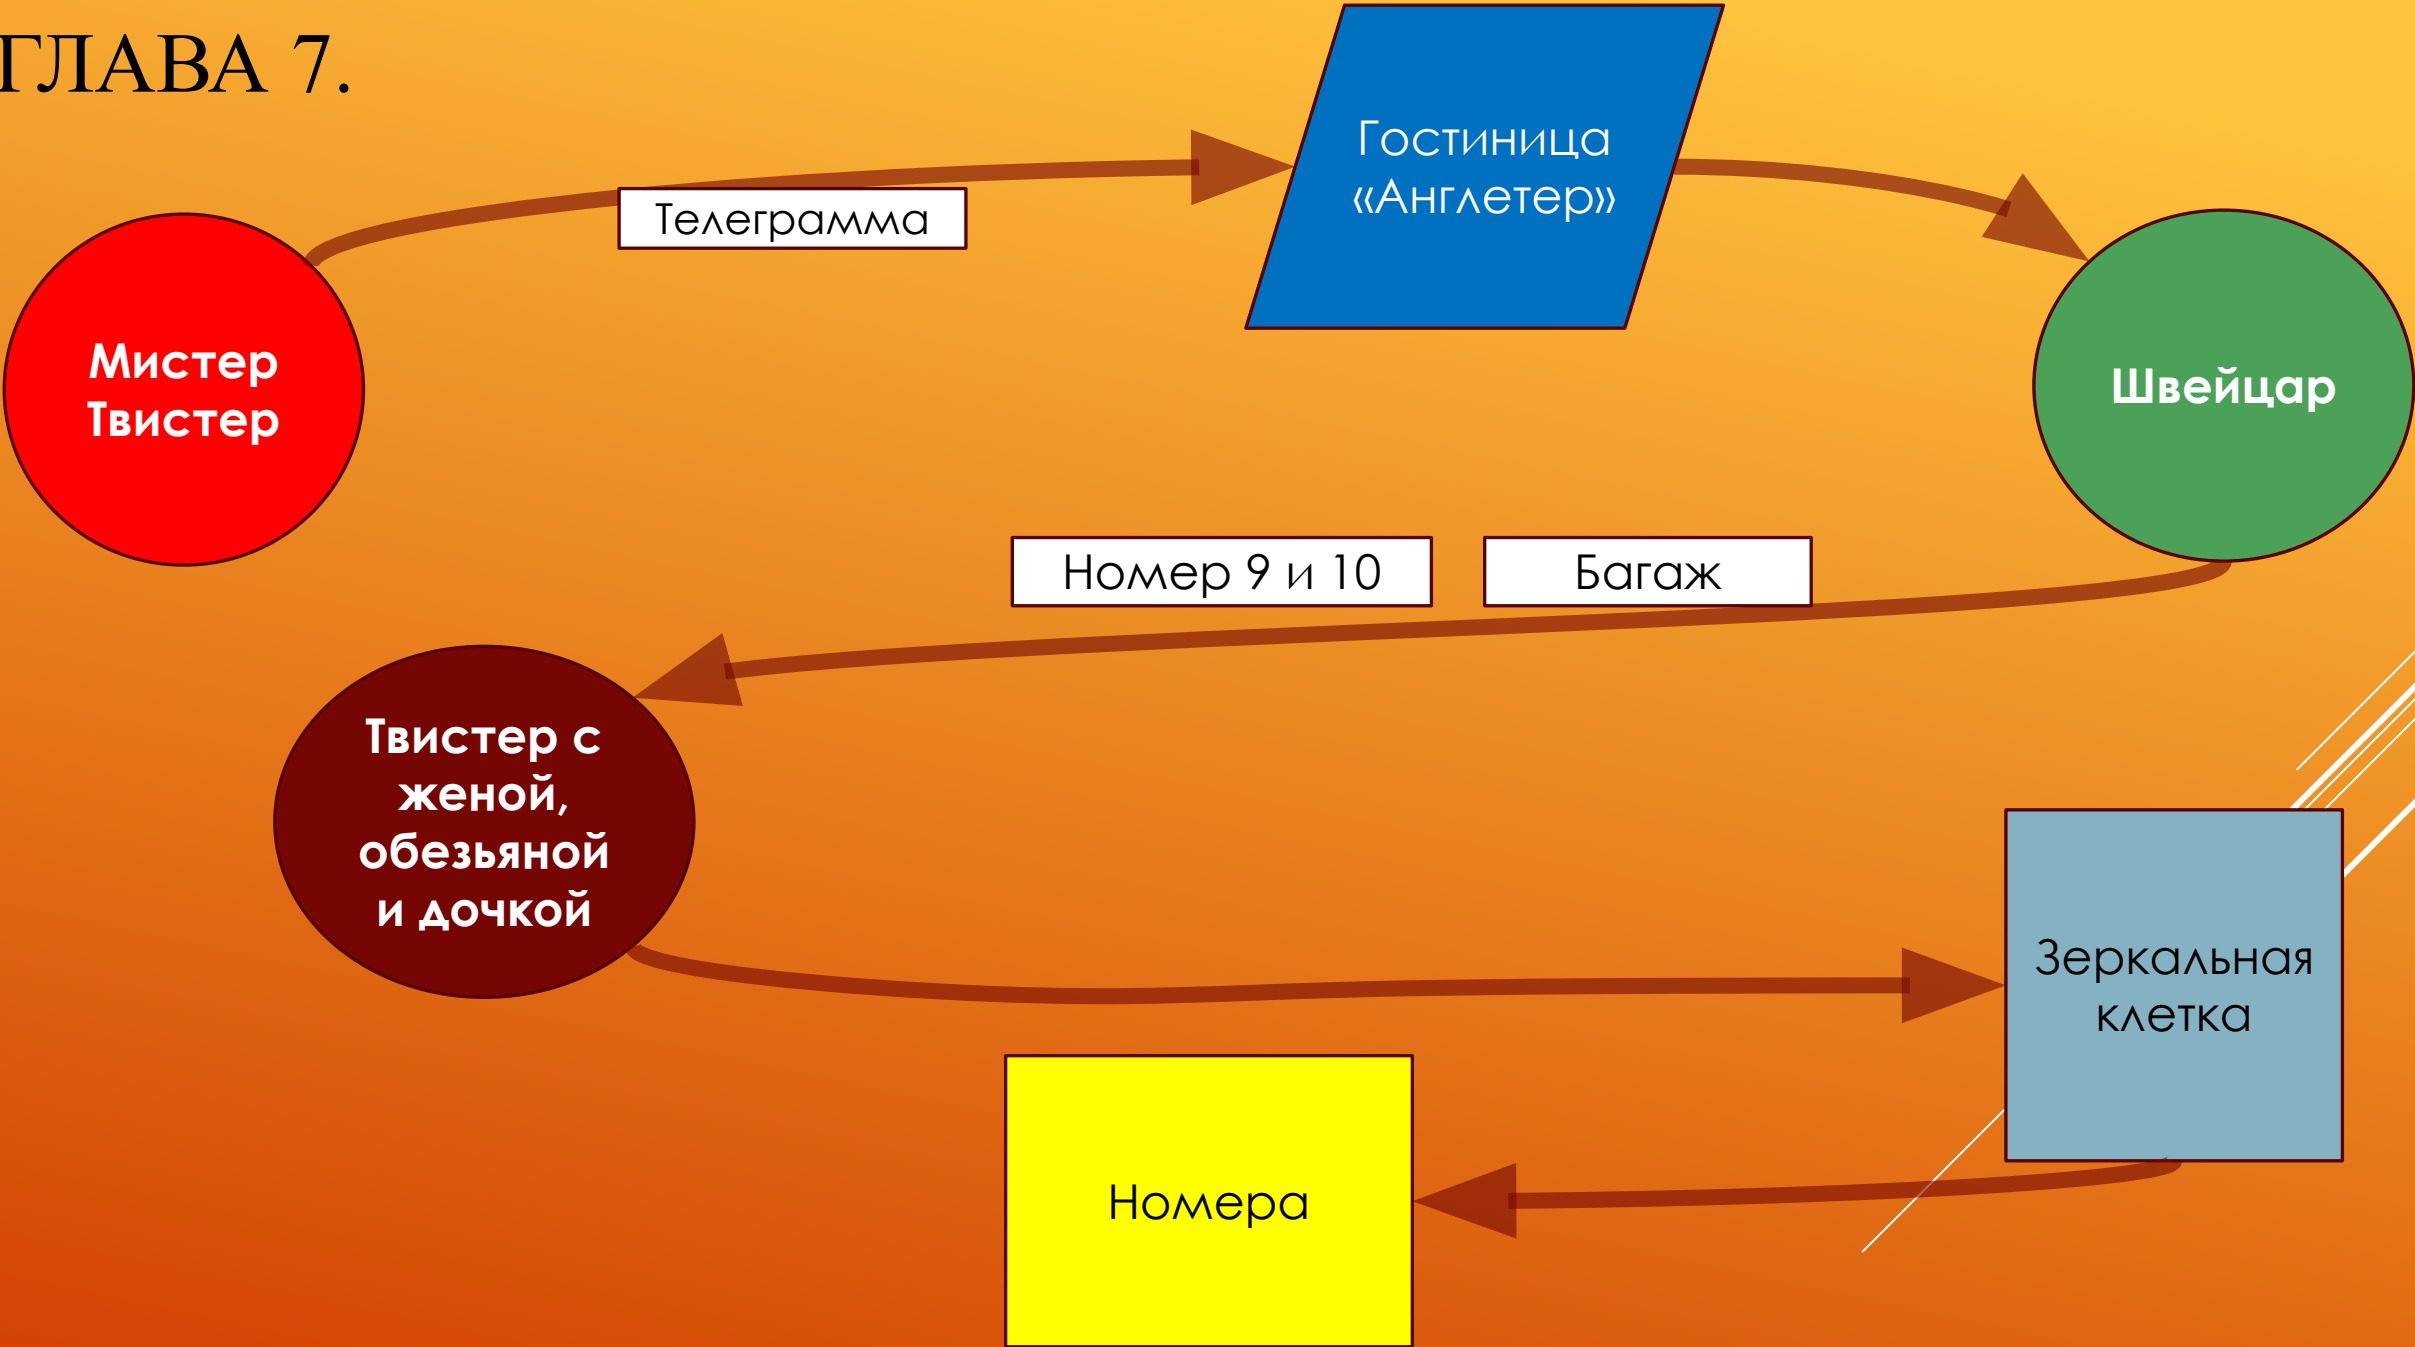 ГЛАВА 7.
Гостиница
«Англетер»
Телеграмма
Мистер
Твистер
Швейцар
Номер 9 и 10
Багаж
Твистер с
женой,
обезьяной
и дочкой
Зеркальная
клетка
Номера